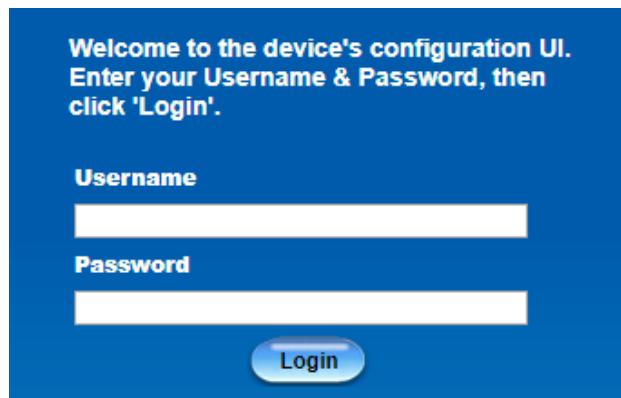 Welcome to the device's configuration UI.
Enter your Username & Password, then
click 'Login'.
Username
Password
Login